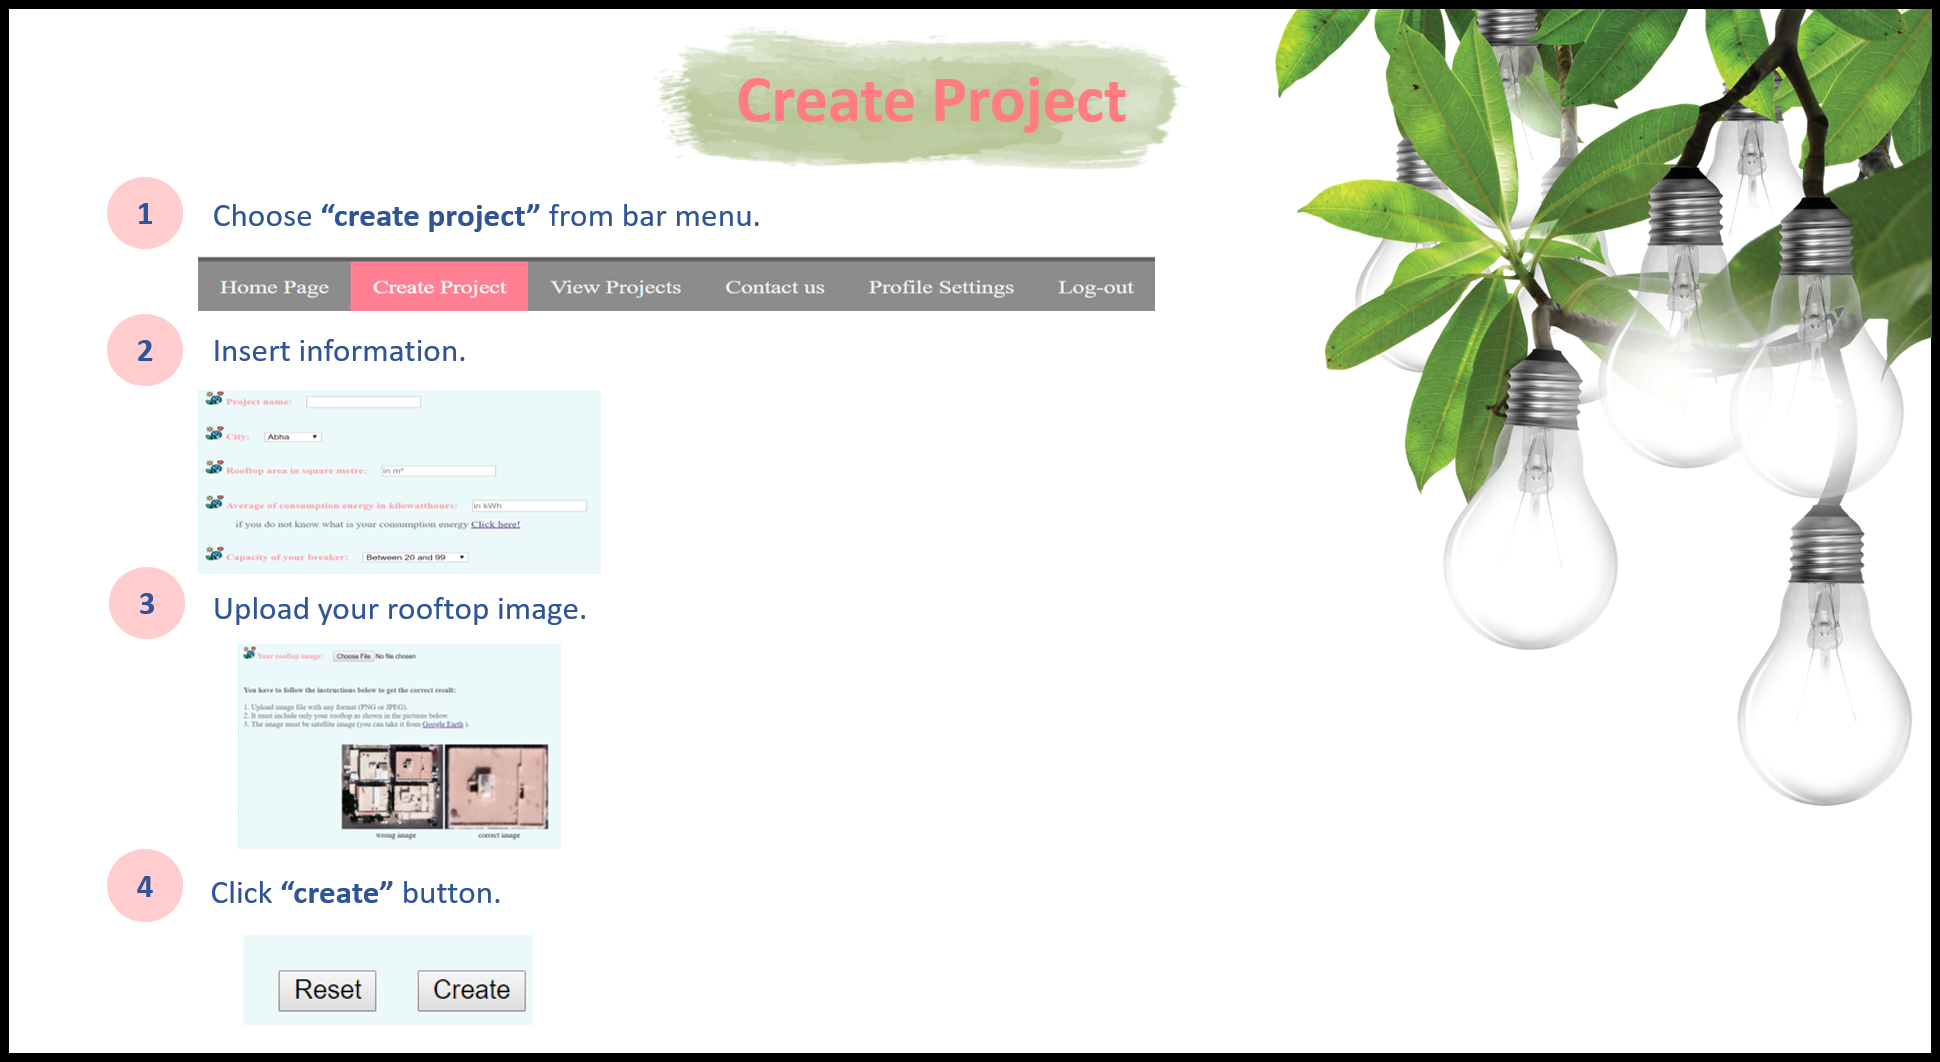 Create Project
1
Choose “create project” from bar menu.
Home Page Create Project View Projects Contact us Profile Settings Log-out
2
Insert information.
Project name:
City: Abha
Rooftop area in square metre: in m²
Average of consumption energy in kilowatthours: in kWh
if you do not know what is your consumption energy Click here!
Capacity of your breaker: Between 20 and 99
3
Upload your rooftop image.
Your rooftop image: Choose File No file chosen
You have to follow the instructions below to get the correct result:
1. Upload image file with any format (PNG or JPEG).
2. It must include only your rooftop as shown in the pictures below.
3. The image must be satellite image (you can take it from Google Earth ).
wrong image correct image
4
Click “create” button.
Reset Create